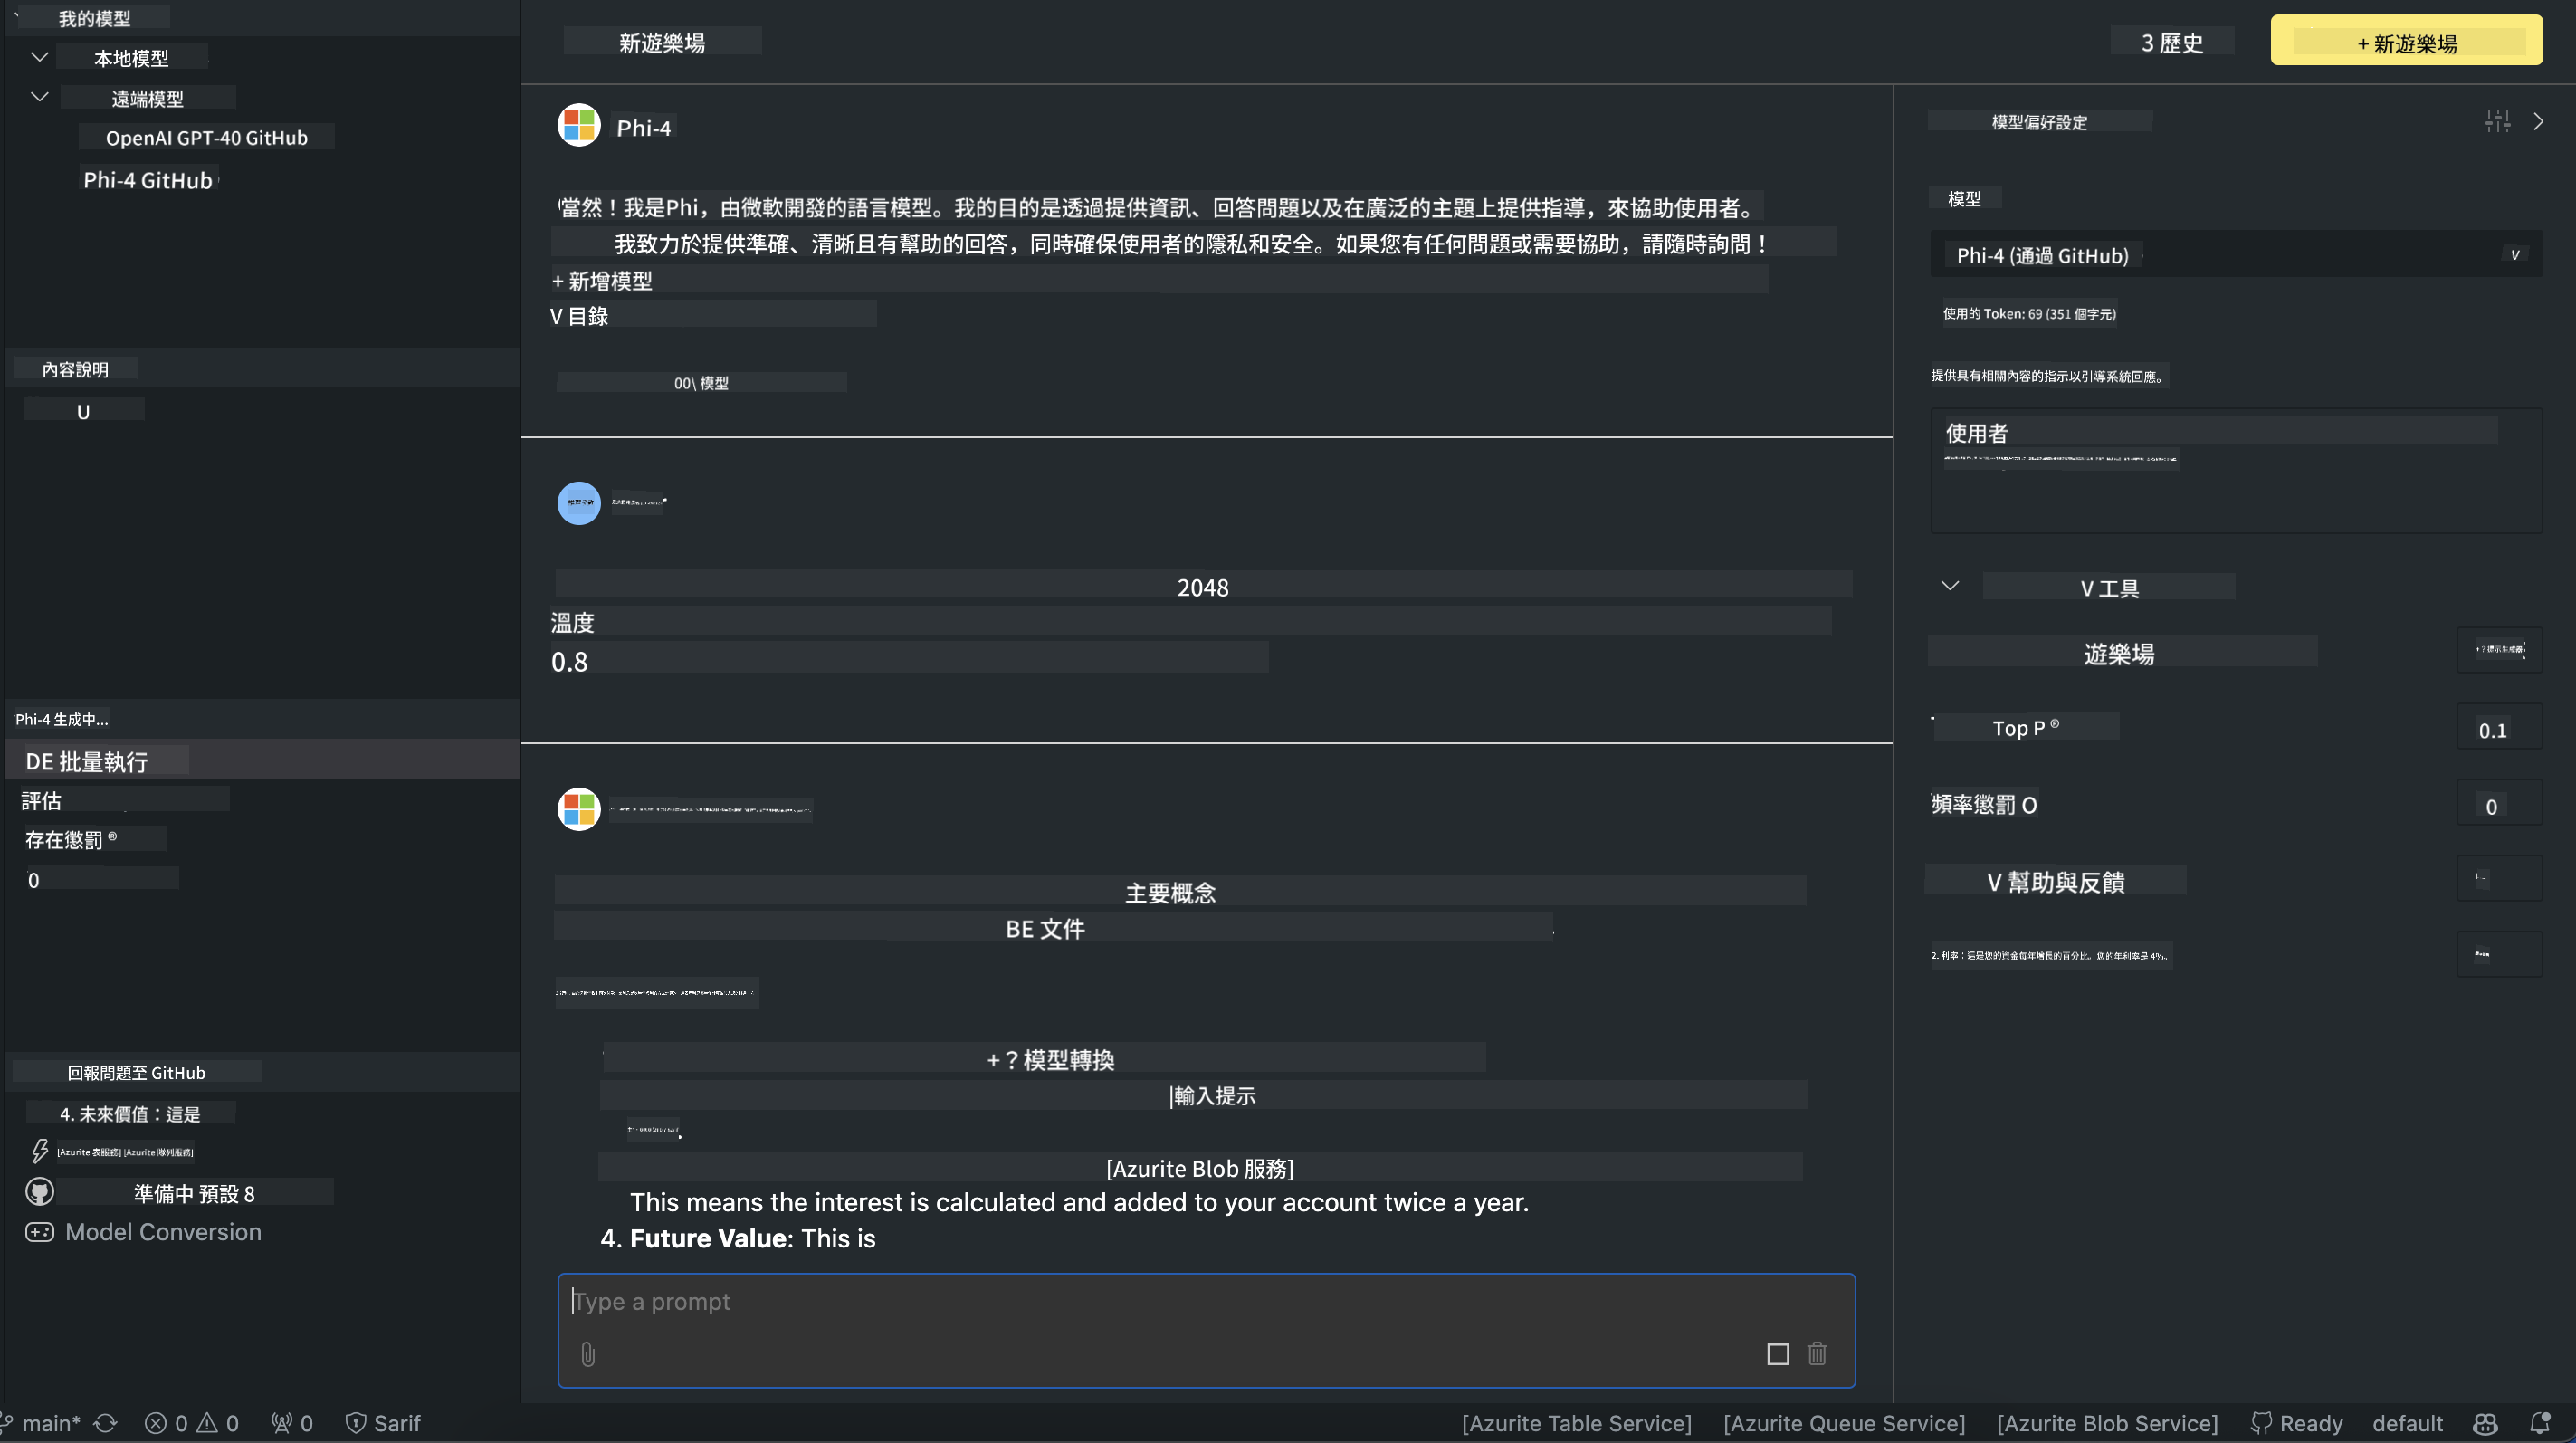 我的模型
本地模型
遠端模型
OpenAI GPT-40 GitHub
Phi-4 GitHub
內容說明
U
Phi-4 生成中...
DE 批量執行
評估
存在懲罰 ®
0
回報問題至 GitHub
4. 未來價值：這是
[Azurite 表服務] [Azurite 隊列服務]
準備中 預設 8
Model Conversion
新遊樂場
3 歷史
+ 新遊樂場
Phi-4
當然！我是Phi，由微軟開發的語言模型。我的目的是透過提供資訊、回答問題以及在廣泛的主題上提供指導，來協助使用者。
我致力於提供準確、清晰且有幫助的回答，同時確保使用者的隱私和安全。如果您有任何問題或需要協助，請隨時詢問！
+ 新增模型
V 目錄
00\ 模型
2048
溫度
0.8
主要概念
BE 文件
+？模型轉換
|輸入提示
[Azurite Blob 服務]
This means the interest is calculated and added to your account twice a year.
4. Future Value: This is
Type a prompt
模型偏好設定
模型
Phi-4 (通過 GitHub)
v
使用的 Token: 69 (351 個字元)
提供具有相關內容的指示以引導系統回應。
使用者
V 工具
遊樂場
+？提示生成器
Top P ®
0.1
頻率懲罰 O
0
V 幫助與反饋
2. 利率：這是您的資金每年增長的百分比。您的年利率是 4%。
main* 0 0 0 Sarif
[Azurite Table Service] [Azurite Queue Service] [Azurite Blob Service] Ready default